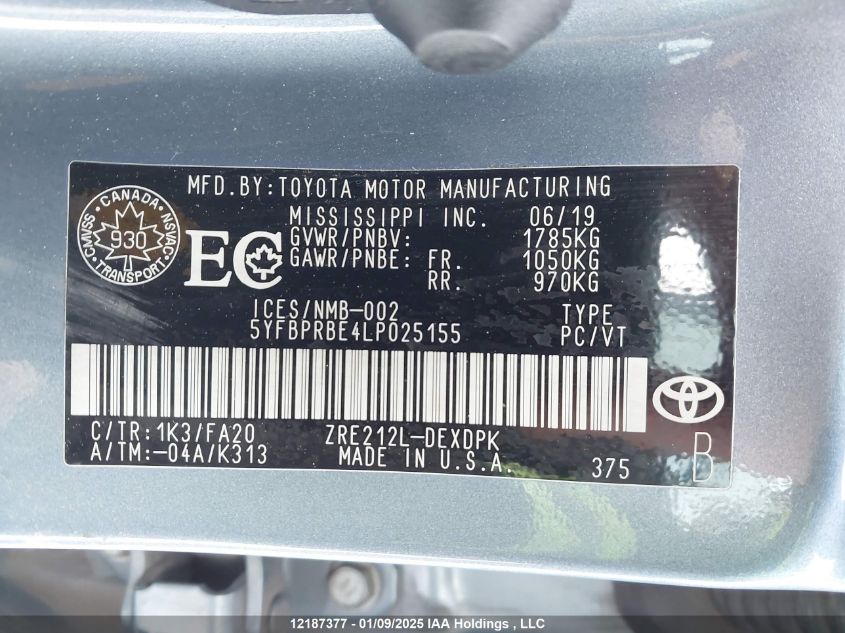 MFD.BY:TOYOTA MOTOR MANUFACTURING
MISSISSIPPI INC. 06/19
GVWR/PNBV: 1785KG
GAWR/PNBE: FR. 1050KG
RR. 970KG
CANADA
CMVSS 930 NSVAC
TRANSPORT
EC
ICES/NMB-002 TYPE
5YFBPRBE4LP025155 PC/VT
C/TR:1K3/FA20 ZRE212L-DEXDPK
A/TM:-04A/K313 MADE IN U.S.A. 375 B
12187377 - 01/09/2025 IAA Holdings , LLC